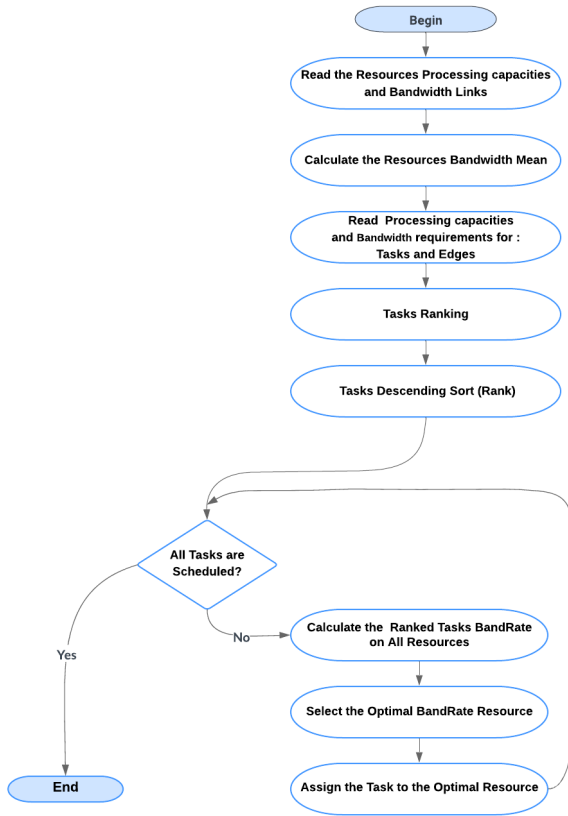 Begin
Read the Resources Processing capacities
and Bandwidth Links
Calculate the Resources Bandwidth Mean
Read Processing capacities
and Bandwidth requirements for :
Tasks and Edges
Tasks Ranking
Tasks Descending Sort (Rank)
All Tasks are
Scheduled?
No
Calculate the Ranked Tasks BandRate
on All Resources
Yes
Select the Optimal BandRate Resource
End
Assign the Task to the Optimal Resource